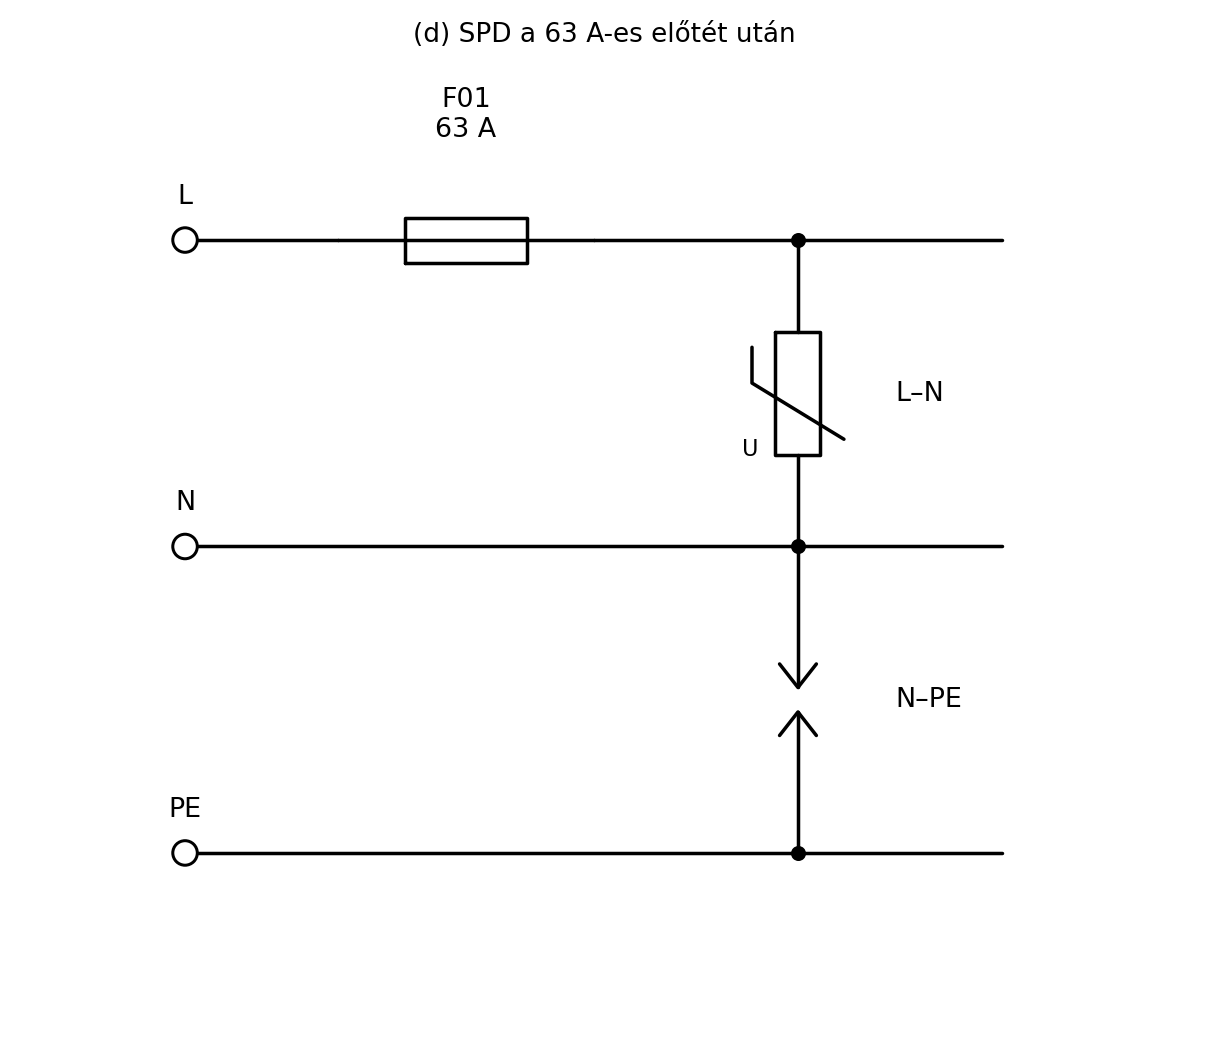 (d) SPD a 63 A-es előtét után
F01
63 A
L
L–N
U
N
N–PE
PE